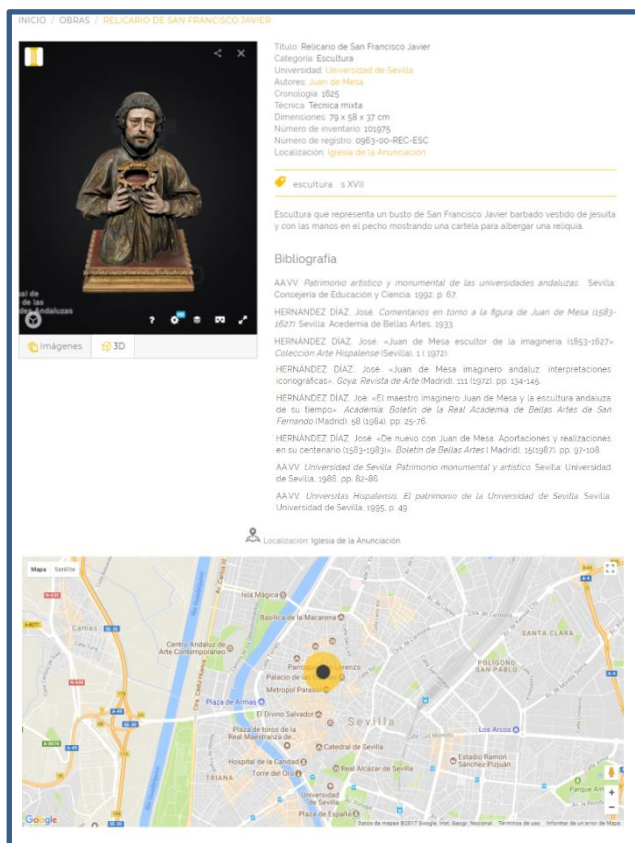 INICIO / OBRAS / RELICARIO DE SAN FRANCISCO JAVIER
Título: Relicario de San Francisco Javier
Categoría: Escultura
Universidad: Universidad de Sevilla
Autores: Juan de Mesa
Cronología: 1625
Técnica: Técnica mixta
Dimensiones: 79 x 58 x 37 cm
Número de inventario: 101975
Número de registro: 0963-00-REC-ESC
Localización: Iglesia de la Anunciación
escultura s.XVII
Escultura que representa un busto de San Francisco Javier barbado vestido de jesuita
y con las manos en el pecho mostrando una cartela para albergar una reliquia.
al de
de las
des Andaluzas
?
HD
Imágenes
3D
Bibliografía
AA.VV. Patrimonio artístico y monumental de las universidades andaluzas. Sevilla:
Consejería de Educación y Ciencia, 1992, p. 67.
HERNÁNDEZ DÍAZ, José. Comentarios en torno a la figura de Juan de Mesa (1583-
1627). Sevilla: Acedemia de Bellas Artes, 1933.
HERNÁNDEZ DÍAZ, José. «Juan de Mesa escultor de la imaginería (1853-1627»
Colección Arte Hispalense (Sevilla), 1 ( 1972)
HERNÁNDEZ DÍAZ, José. «Juan de Mesa imaginero andaluz: interpretaciones
iconográficas». Goya: Revista de Arte (Madrid), 111 (1972), pp. 134-145.
HERNÁNDEZ DÍAZ, Joé. «El maestro imaginero Juan de Mesa y la escultura andaluza
de su tiempo». Academia: Boletín de la Real Academia de Bellas Artes de San
Fernando (Madrid), 58 (1984), pp. 25-76.
HERNÁNDEZ DÍAZ, José. «De nuevo con Juan de Mesa. Aportaciones y realizaciones
en su centenario (1583-1983)». Boletín de Bellas Artes ( Madrid), 15(1987), pp. 97-108.
AA.VV. Universidad de Sevilla. Patrimonio monumental y artístico. Sevilla: Universidad
de Sevilla, 1986, pp. 82-86.
AA.VV. Universitas Hispalensis. El patrimonio de la Universidad de Sevilla. Sevilla:
Universidad de Sevilla, 1995, p. 49
Localización: Iglesia de la Anunciación
Mapa Satélite
Isla Mágica
Basílica de la Macarena
Camas
Centro Andaluz de
Arte Contemporáneo
SANTA CLARA
POLÍGONO
SAN PABLO
Palacio de las
Metropol Parasol
Plaza de Armas
El Divino Salvador
Sevilla
Los Arcos
Plaza de toros de la
Real Maestranza de...
Catedral de Sevilla
Hospital de la Caridad
Real Alcázar de Sevilla
Estadio Ramón
Sánchez Pizjuán
TRIANA
Torre del Oro
Universidad
de Sevilla
Plaza de España
Parque
Google
Datos de mapas ©2017 Google, Inst. Geogr. Nacional
Términos de uso
Informar de un error de Maps